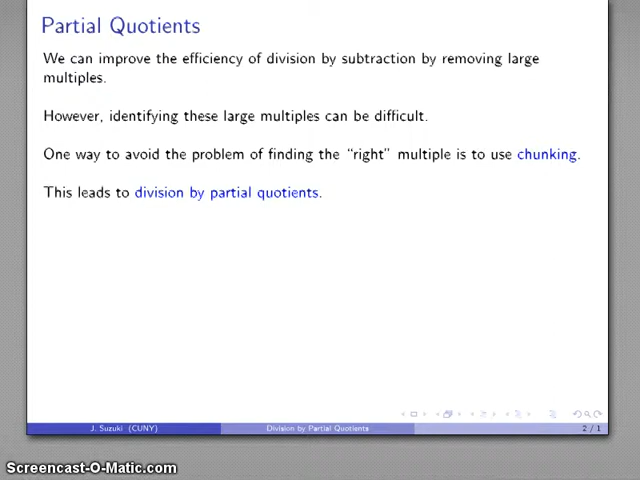 Partial Quotients
We can improve the efficiency of division by subtraction by removing large
multiples.
However, identifying these large multiples can be difficult.
One way to avoid the problem of finding the “right” multiple is to use chunking.
This leads to division by partial quotients.
J. Suzuki (CUNY) Division by Partial Quotients 2 / 1
Screencast-O-Matic.com